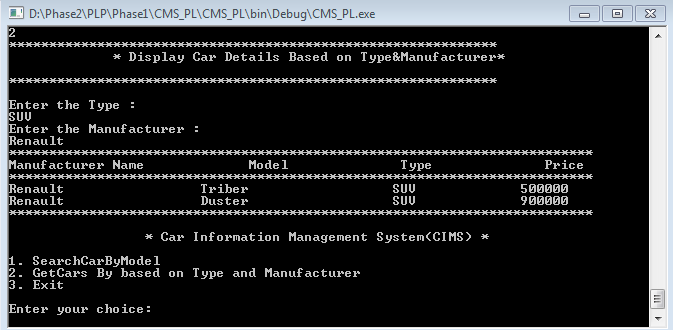 D:\Phase2\PLP\Phase1\CMS_PL\CMS_PL\bin\Debug\CMS_PL.exe
2
*************************************************************
* Display Car Details Based on Type&Manufacturer*
*************************************************************
Enter the Type :
SUV
Enter the Manufacturer :
Renault
*************************************************************************
Manufacturer Name Model Type Price
*************************************************************************
Renault Triber SUV 500000
Renault Duster SUV 900000
*************************************************************************
* Car Information Management System(CIMS) *
1. SearchCarByModel
2. GetCars By based on Type and Manufacturer
3. Exit
Enter your choice: